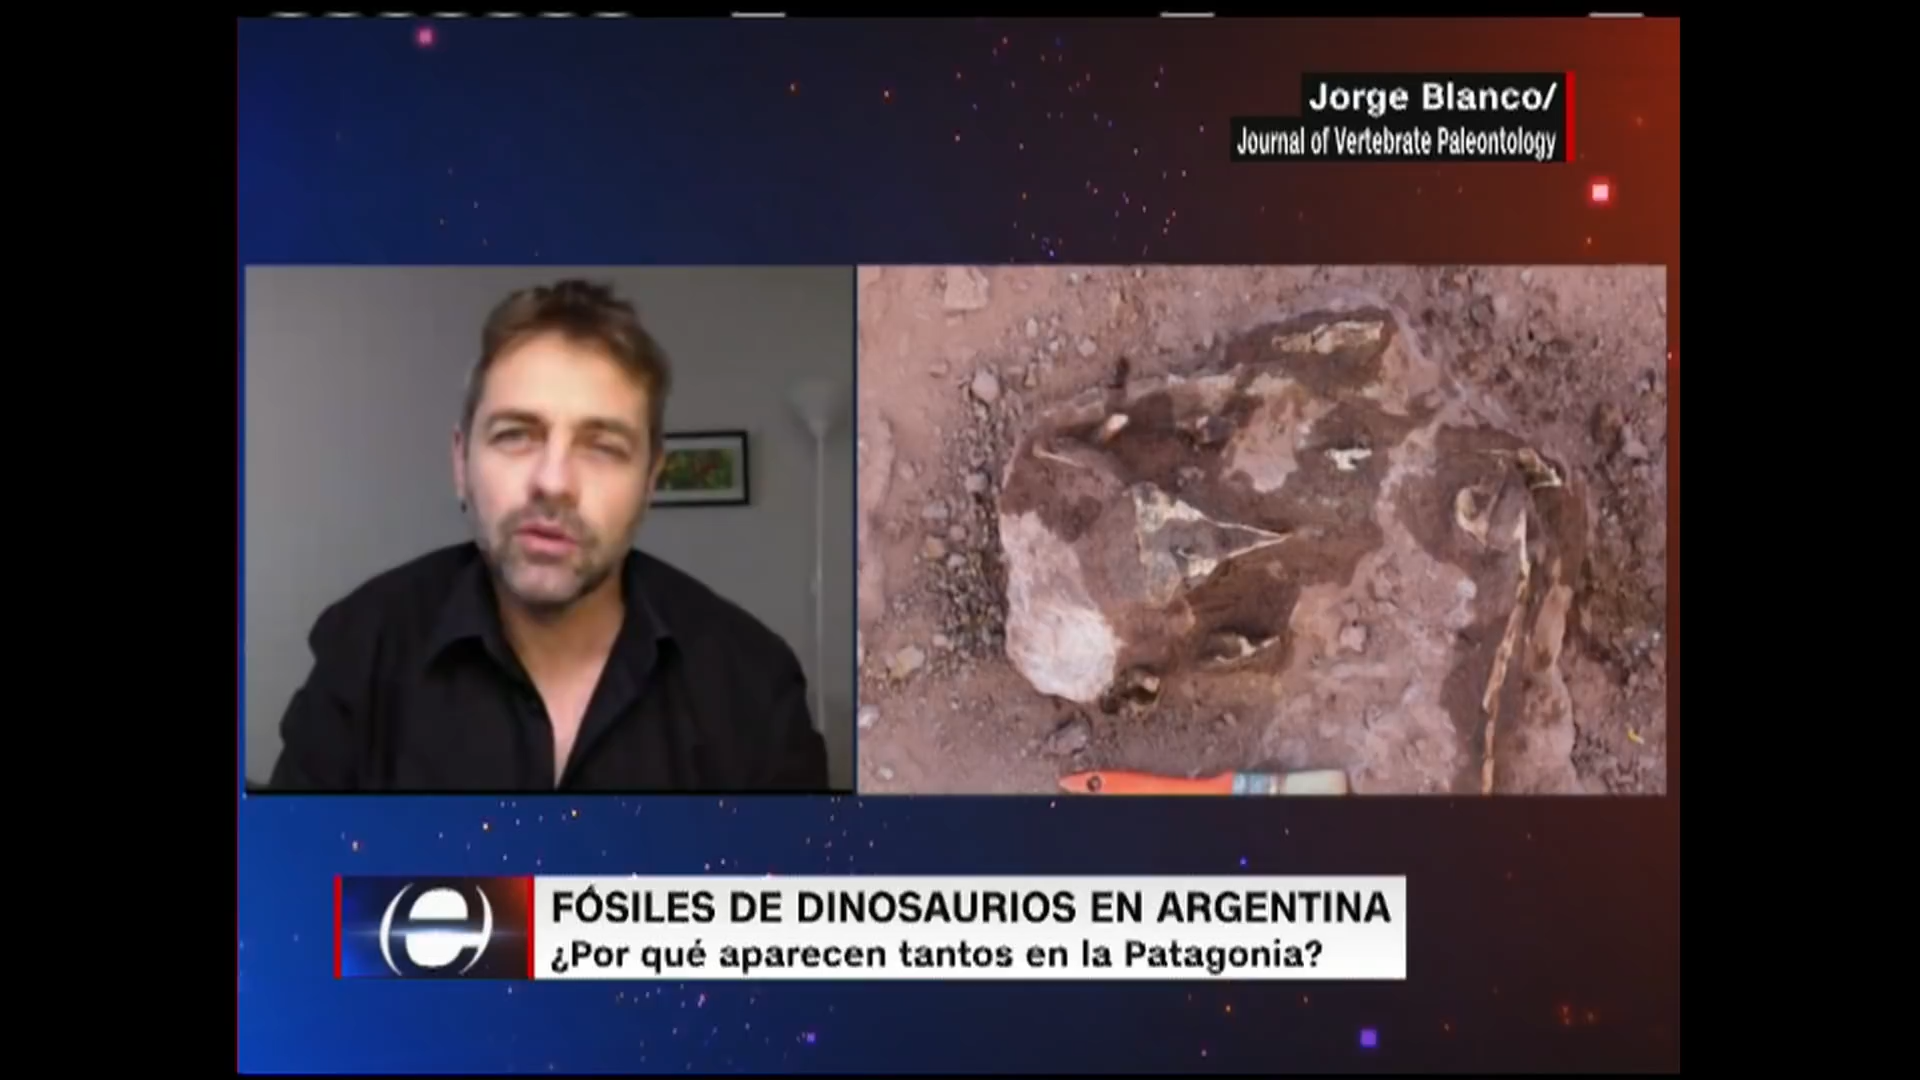 Jorge Blanco/
Journal of Vertebrate Paleontology
FÓSILES DE DINOSAURIOS EN ARGENTINA
¿Por qué aparecen tantos en la Patagonia?